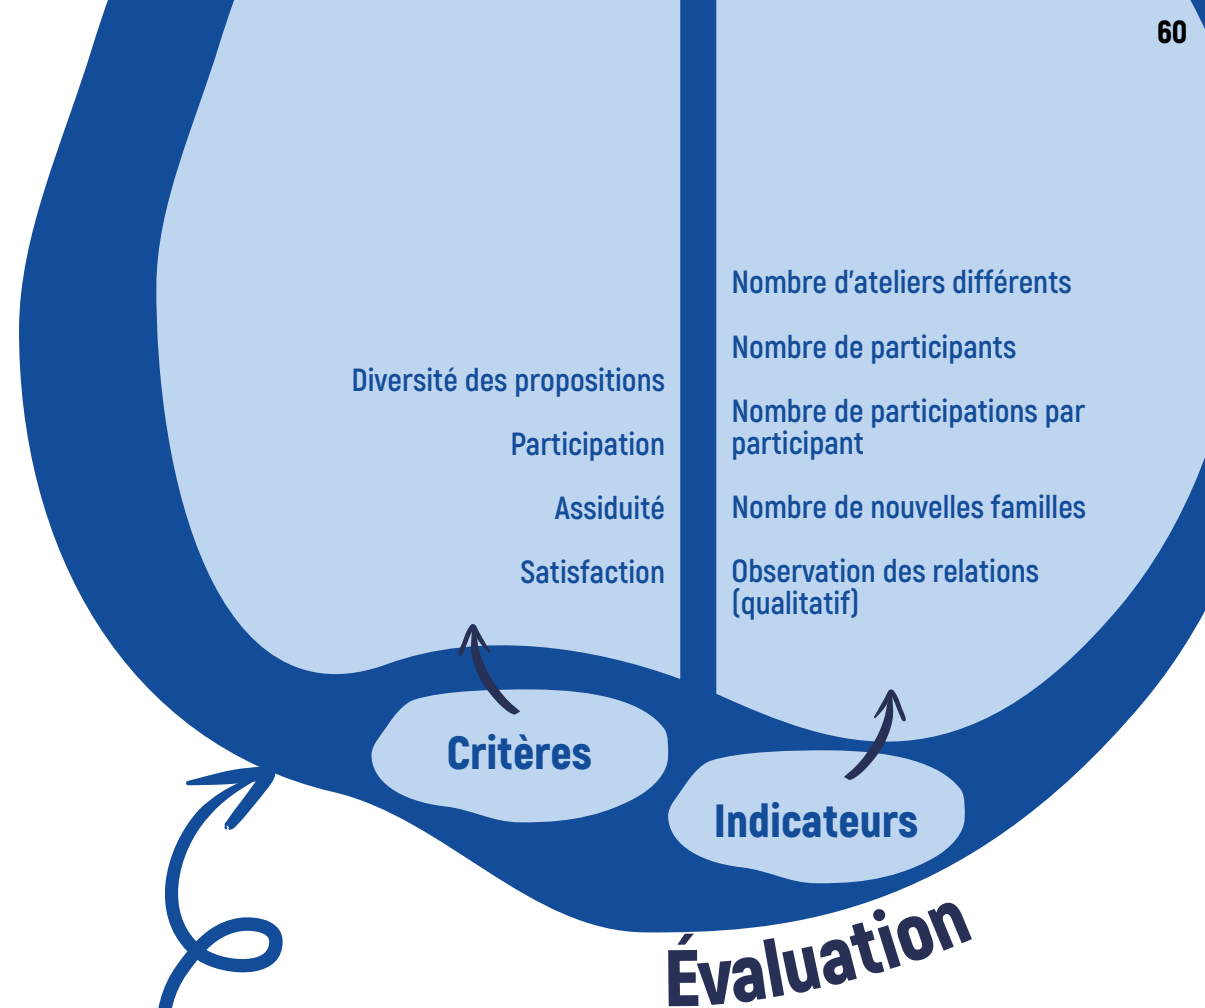 60
Diversité des propositions
Participation
Assiduité
Satisfaction
Nombre d'ateliers différents
Nombre de participants
Nombre de participations par
participant
Nombre de nouvelles familles
Observation des relations
(qualitatif)
Critères
Indicateurs
Évaluation